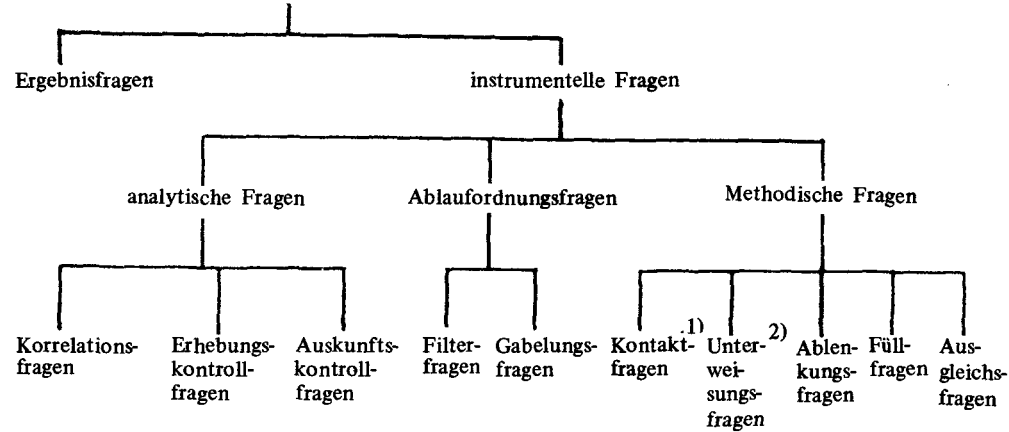 Ergebnisfragen
instrumentelle Fragen
analytische Fragen
Ablaufordnungsfragen
Methodische Fragen
Korrelations-
fragen
Erhebungs-
kontroll-
fragen
Auskunfts-
kontroll-
fragen
Filter-
fragen
Gabelungs-
fragen
Kontakt-1)
fragen
Unter-2)
wei-
sungs-
fragen
Ablen-
kungs-
fragen
Füll-
fragen
Aus-
gleichs-
fragen